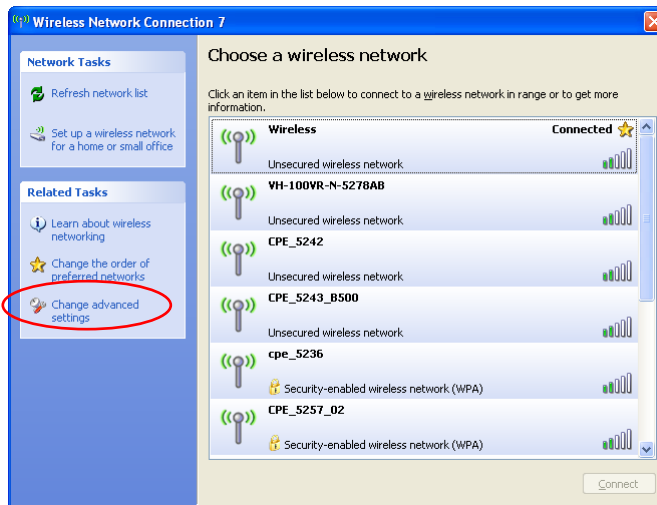 Wireless Network Connection 7
Network Tasks
Refresh network list
Set up a wireless network
for a home or small office
Related Tasks
Learn about wireless
networking
Change the order of
preferred networks
Change advanced
settings
Choose a wireless network
Click an item in the list below to connect to a wireless network in range or to get more
information.
Wireless Connected
Unsecured wireless network
VH-100VR-N-5278AB
Unsecured wireless network
CPE_5242
Unsecured wireless network
CPE_5243_B500
Unsecured wireless network
cpe_5236
Security-enabled wireless network (WPA)
CPE_5257_02
Security-enabled wireless network (WPA)
Connect